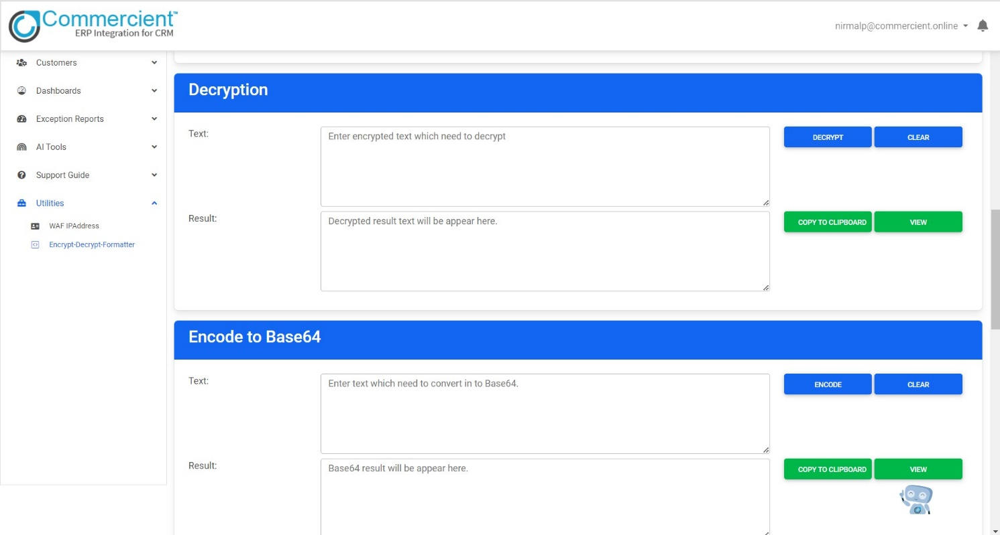 Commercient™
ERP Integration for CRM
nirmalp@commercient.online
Customers
Dashboards
Exception Reports
AI Tools
Support Guide
Utilities
WAF IPAddress
Encrypt-Decrypt-Formatter
Decryption
Text:
Enter encrypted text which need to decrypt
DECRYPT
CLEAR
Result:
Decrypted result text will be appear here.
COPY TO CLIPBOARD
VIEW
Encode to Base64
Text:
Enter text which need to convert in to Base64.
ENCODE
CLEAR
Result:
Base64 result will be appear here.
COPY TO CLIPBOARD
VIEW